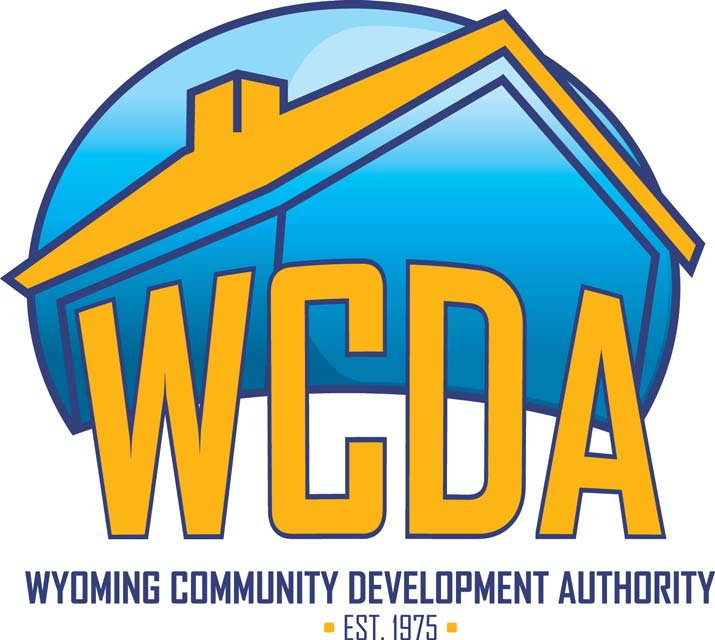 WCDA
WYOMING COMMUNITY DEVELOPMENT AUTHORITY
▪ EST. 1975 ▪